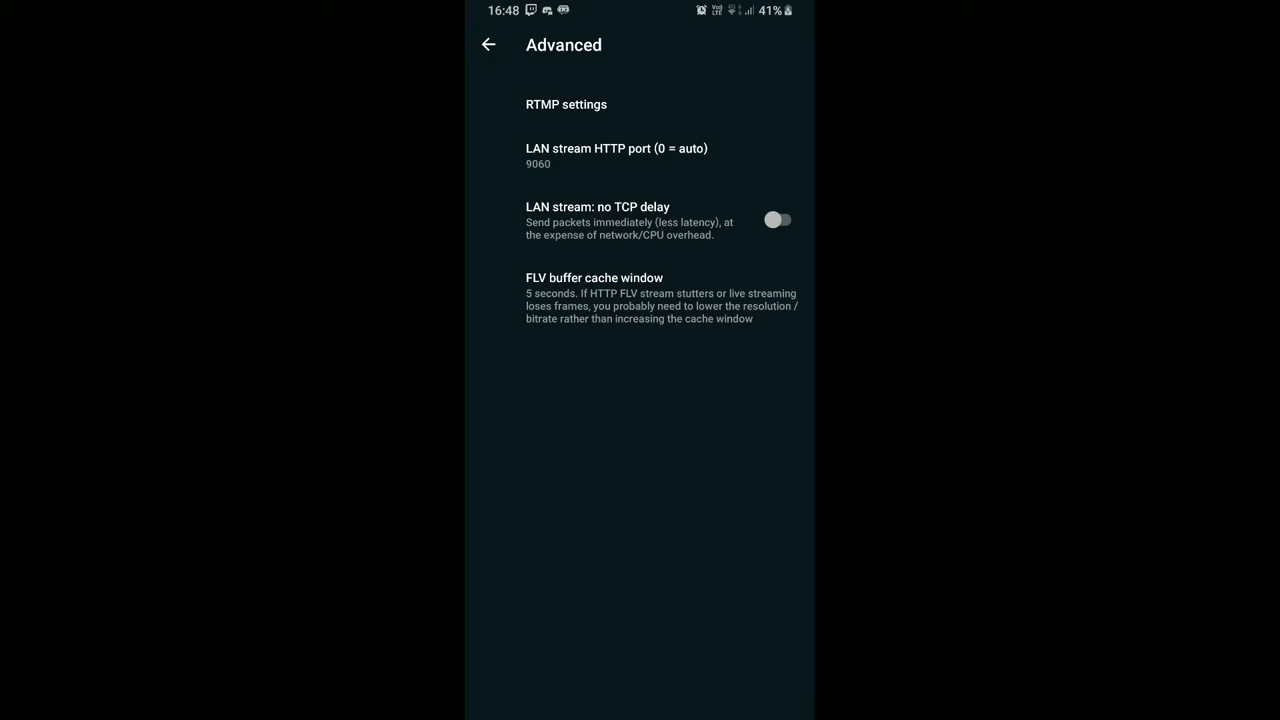 16:48 41%
Advanced
RTMP settings
LAN stream HTTP port (0 = auto)
9060
LAN stream: no TCP delay
Send packets immediately (less latency), at
the expense of network/CPU overhead.
FLV buffer cache window
5 seconds. If HTTP FLV stream stutters or live streaming
loses frames, you probably need to lower the resolution /
bitrate rather than increasing the cache window